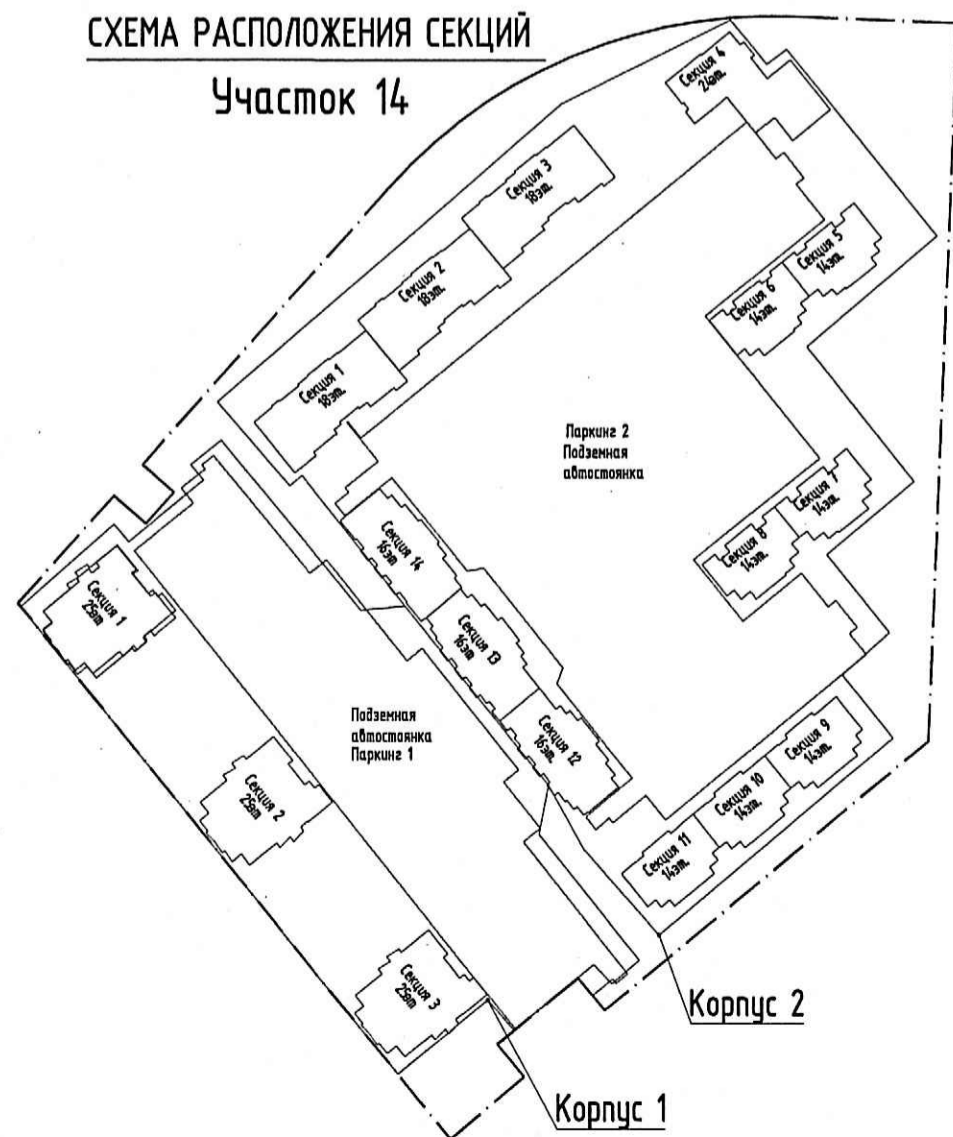 СХЕМА РАСПОЛОЖЕНИЯ СЕКЦИЙ
Участок 14
Секция 4
24эт.
Секция 3
18эт.
Секция 2
18эт.
Секция 1
18эт.
Секция 5
14эт.
Секция 6
14эт.
Паркинг 2
Подземная
автостоянка
Секция 7
14эт.
Секция 8
14эт.
Секция 14
16эт
Секция 13
16эт
Секция 12
16эт.
Секция 1
25эт
Подземная
автостоянка
Паркинг 1
Секция 2
25эт
Секция 9
14эт.
Секция 10
14эт.
Секция 11
14эт.
Секция 3
25эт
Корпус 2
Корпус 1